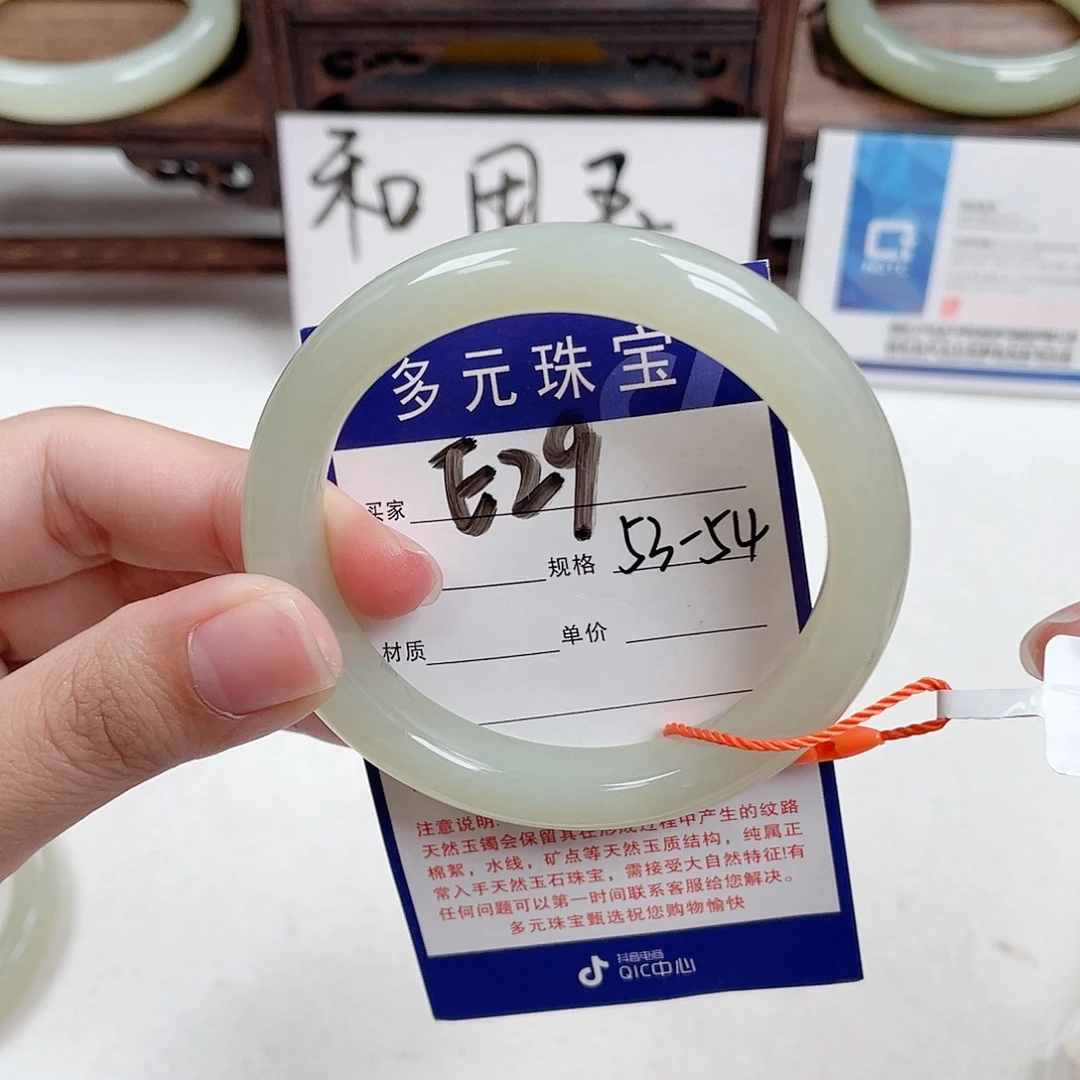 和田玉
多元珠宝
买家 E29
规格 53-54
材质 单价
注意说明:
天然玉镯会保留其在形成过程中产生的纹路
棉絮，水线，矿点等天然玉质结构，纯属正
常入手天然玉石珠宝，需接受大自然特征!有
任何问题可以第一时间联系客服给您解决。
多元珠宝甄选祝您购物愉快
抖音电商
QIC中心